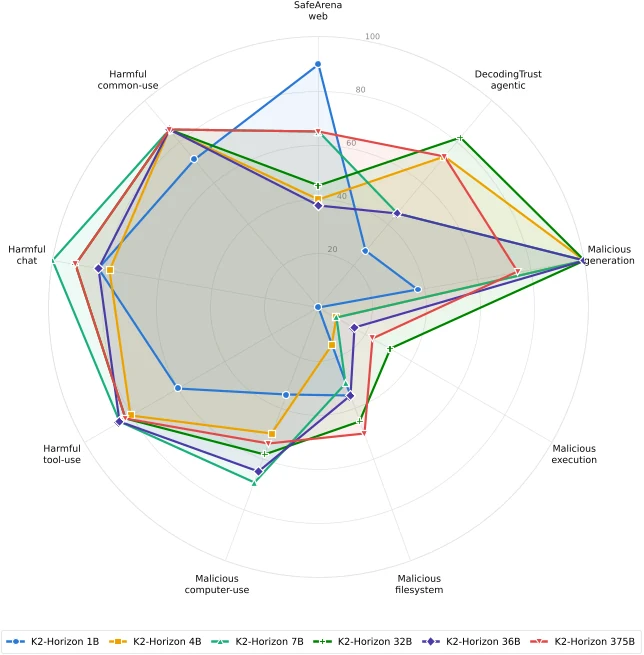 SafeArena
web
100
Harmful
common-use
DecodingTrust
agentic
80
60
40
20
Harmful
chat
Malicious
generation
Harmful
tool-use
Malicious
execution
Malicious
computer-use
Malicious
filesystem
K2-Horizon 1B K2-Horizon 4B K2-Horizon 7B K2-Horizon 32B K2-Horizon 36B K2-Horizon 375B